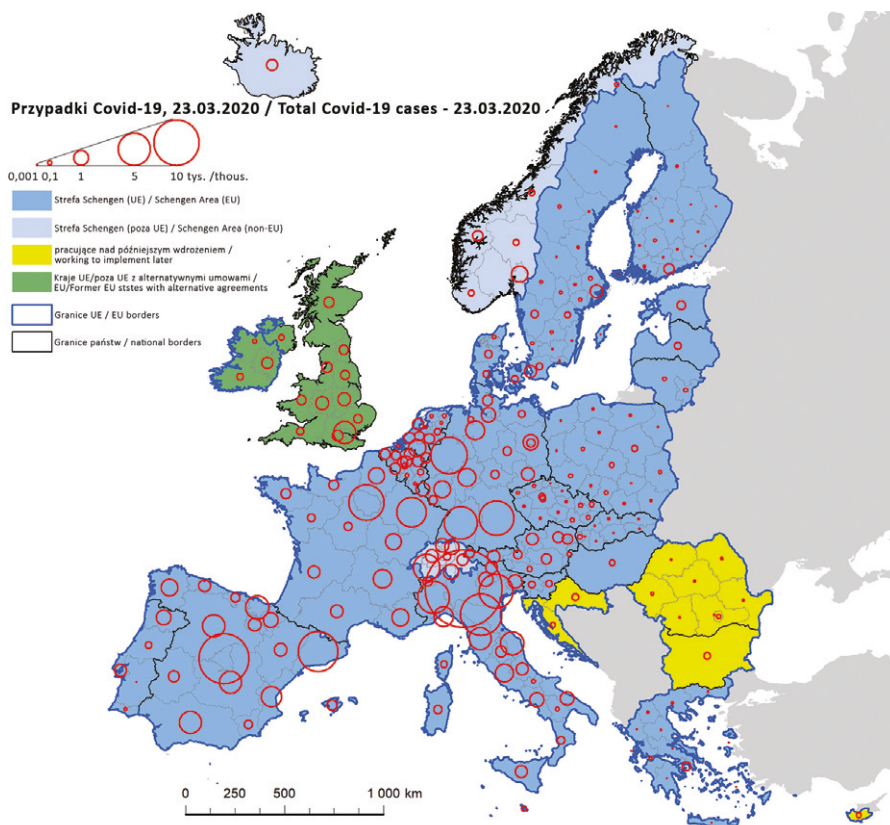 Przypadki Covid-19, 23.03.2020 / Total Covid-19 cases - 23.03.2020
0,001 0,1 1 5 10 tys. /thous.
Strefa Schengen (UE) / Schengen Area (EU)
Strefa Schengen (poza UE) / Schengen Area (non-EU)
pracujące nad późniejszym wdrożeniem /
working to implement later
Kraje UE/poza UE z alternatywnymi umowami /
EU/Former EU ststes with alternative agreements
Granice UE / EU borders
Granice państw / national borders
0 500 1 000 km